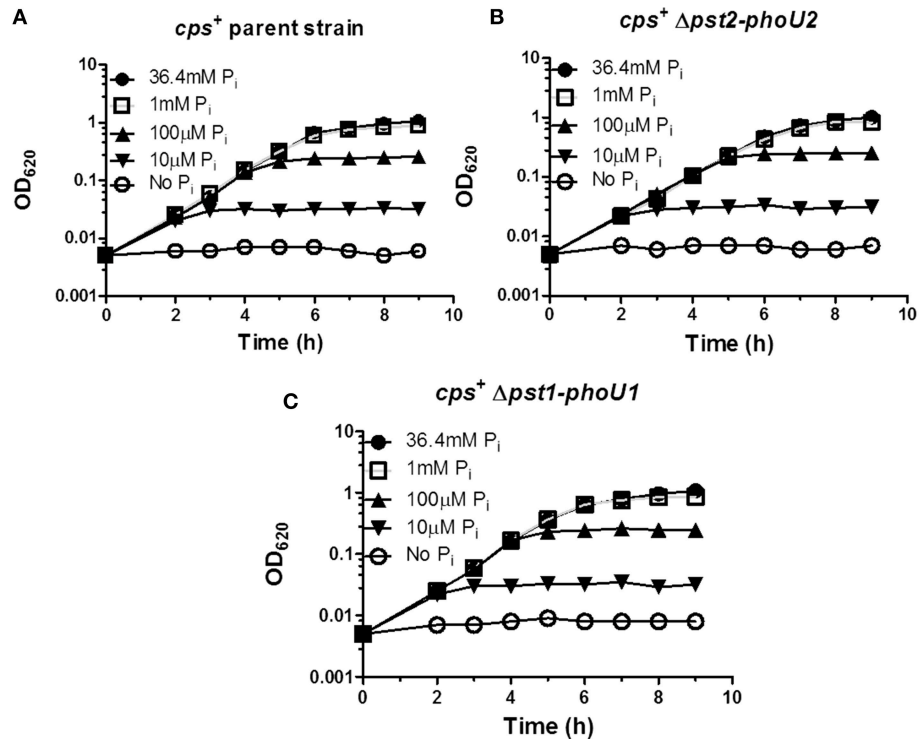 A
cps⁺ parent strain
36.4mM Pᵢ
1mM Pᵢ
100μM Pᵢ
10μM Pᵢ
No Pᵢ
10
1
0.1
0.01
0.001
OD₆₂₀
0 2 4 6 8 10
Time (h)
B
cps⁺ Δpst2-phoU2
36.4mM Pᵢ
1mM Pᵢ
100μM Pᵢ
10μM Pᵢ
No Pᵢ
10
1
0.1
0.01
0.001
OD₆₂₀
0 2 4 6 8 10
Time (h)
C
cps⁺ Δpst1-phoU1
36.4mM Pᵢ
1mM Pᵢ
100μM Pᵢ
10μM Pᵢ
No Pᵢ
10
1
0.1
0.01
0.001
OD₆₂₀
0 2 4 6 8 10
Time (h)